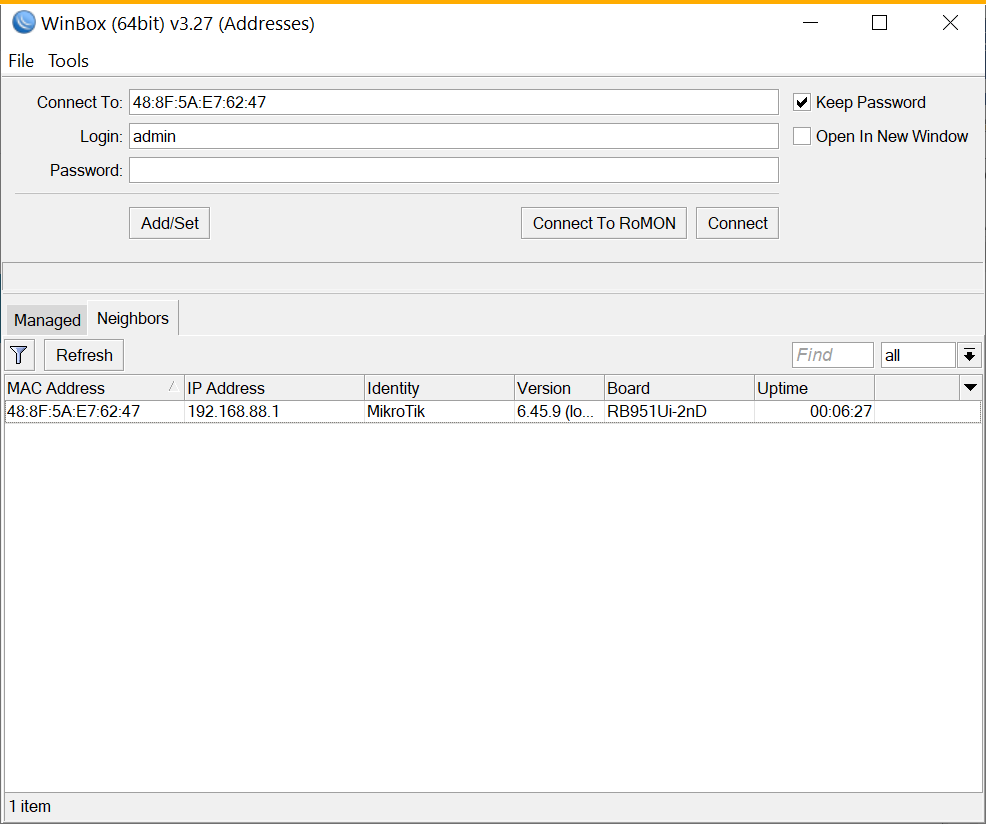 WinBox (64bit) v3.27 (Addresses)
File Tools
Connect To: 48:8F:5A:E7:62:47 Keep Password
Login: admin Open In New Window
Password:
Add/Set Connect To RoMON Connect
Managed Neighbors
Refresh Find all
MAC Address IP Address Identity Version Board Uptime
48:8F:5A:E7:62:47 192.168.88.1 MikroTik 6.45.9 (lo... RB951Ui-2nD 00:06:27
1 item